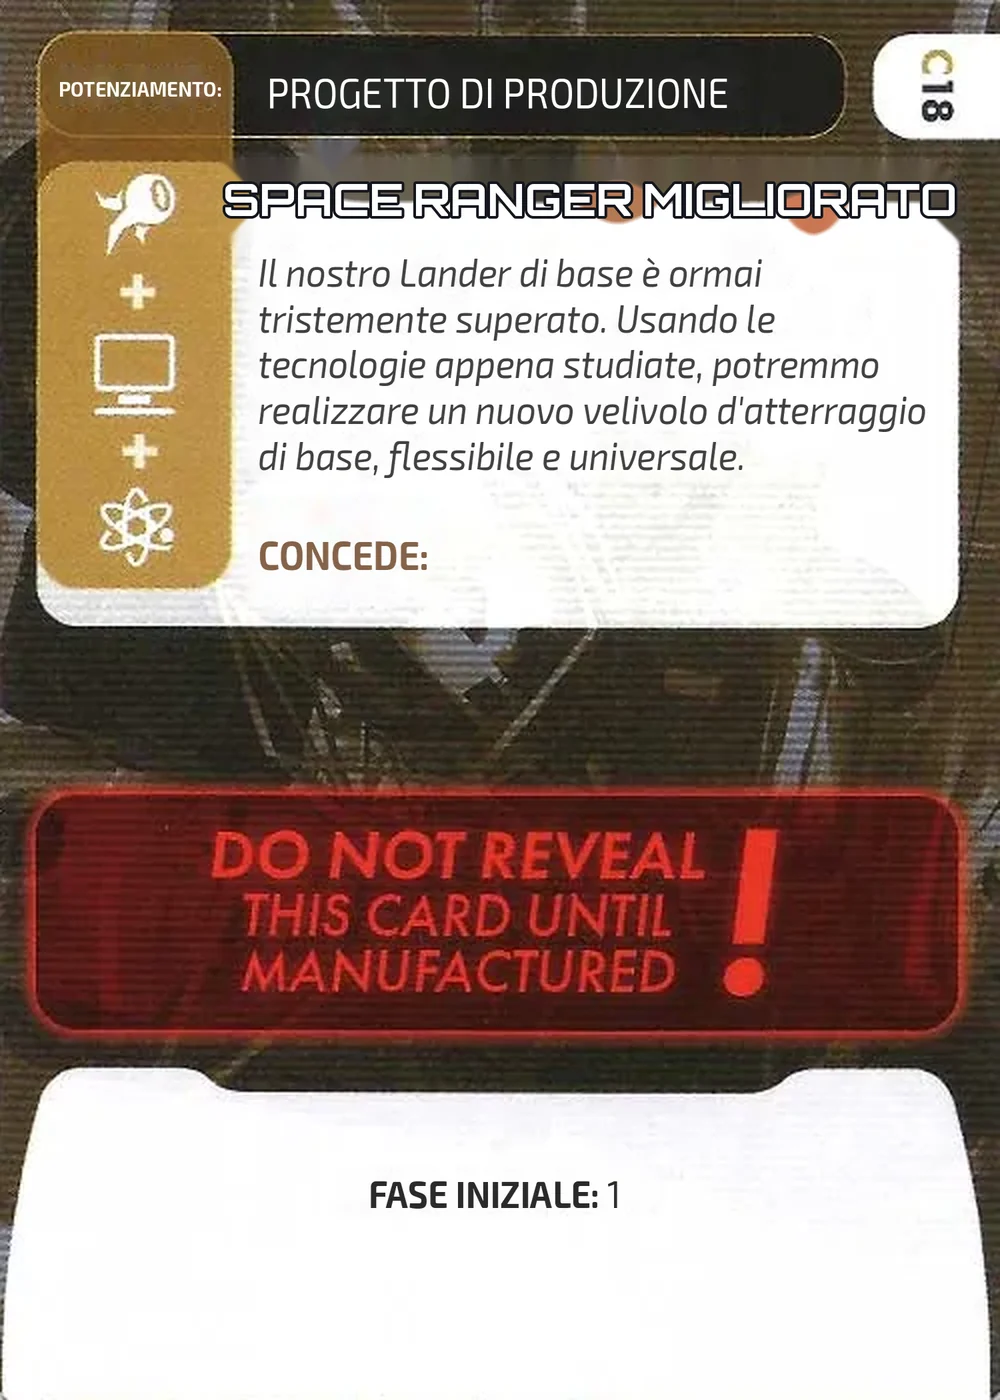 POTENZIAMENTO:
PROGETTO DI PRODUZIONE
C18
SPACE RANGER MIGLIORATO
Il nostro Lander di base è ormai
tristemente superato. Usando le
tecnologie appena studiate, potremmo
realizzare un nuovo velivolo d'atterraggio
di base, flessibile e universale.
CONCEDE:
DO NOT REVEAL
THIS CARD UNTIL
MANUFACTURED
!
FASE INIZIALE: 1